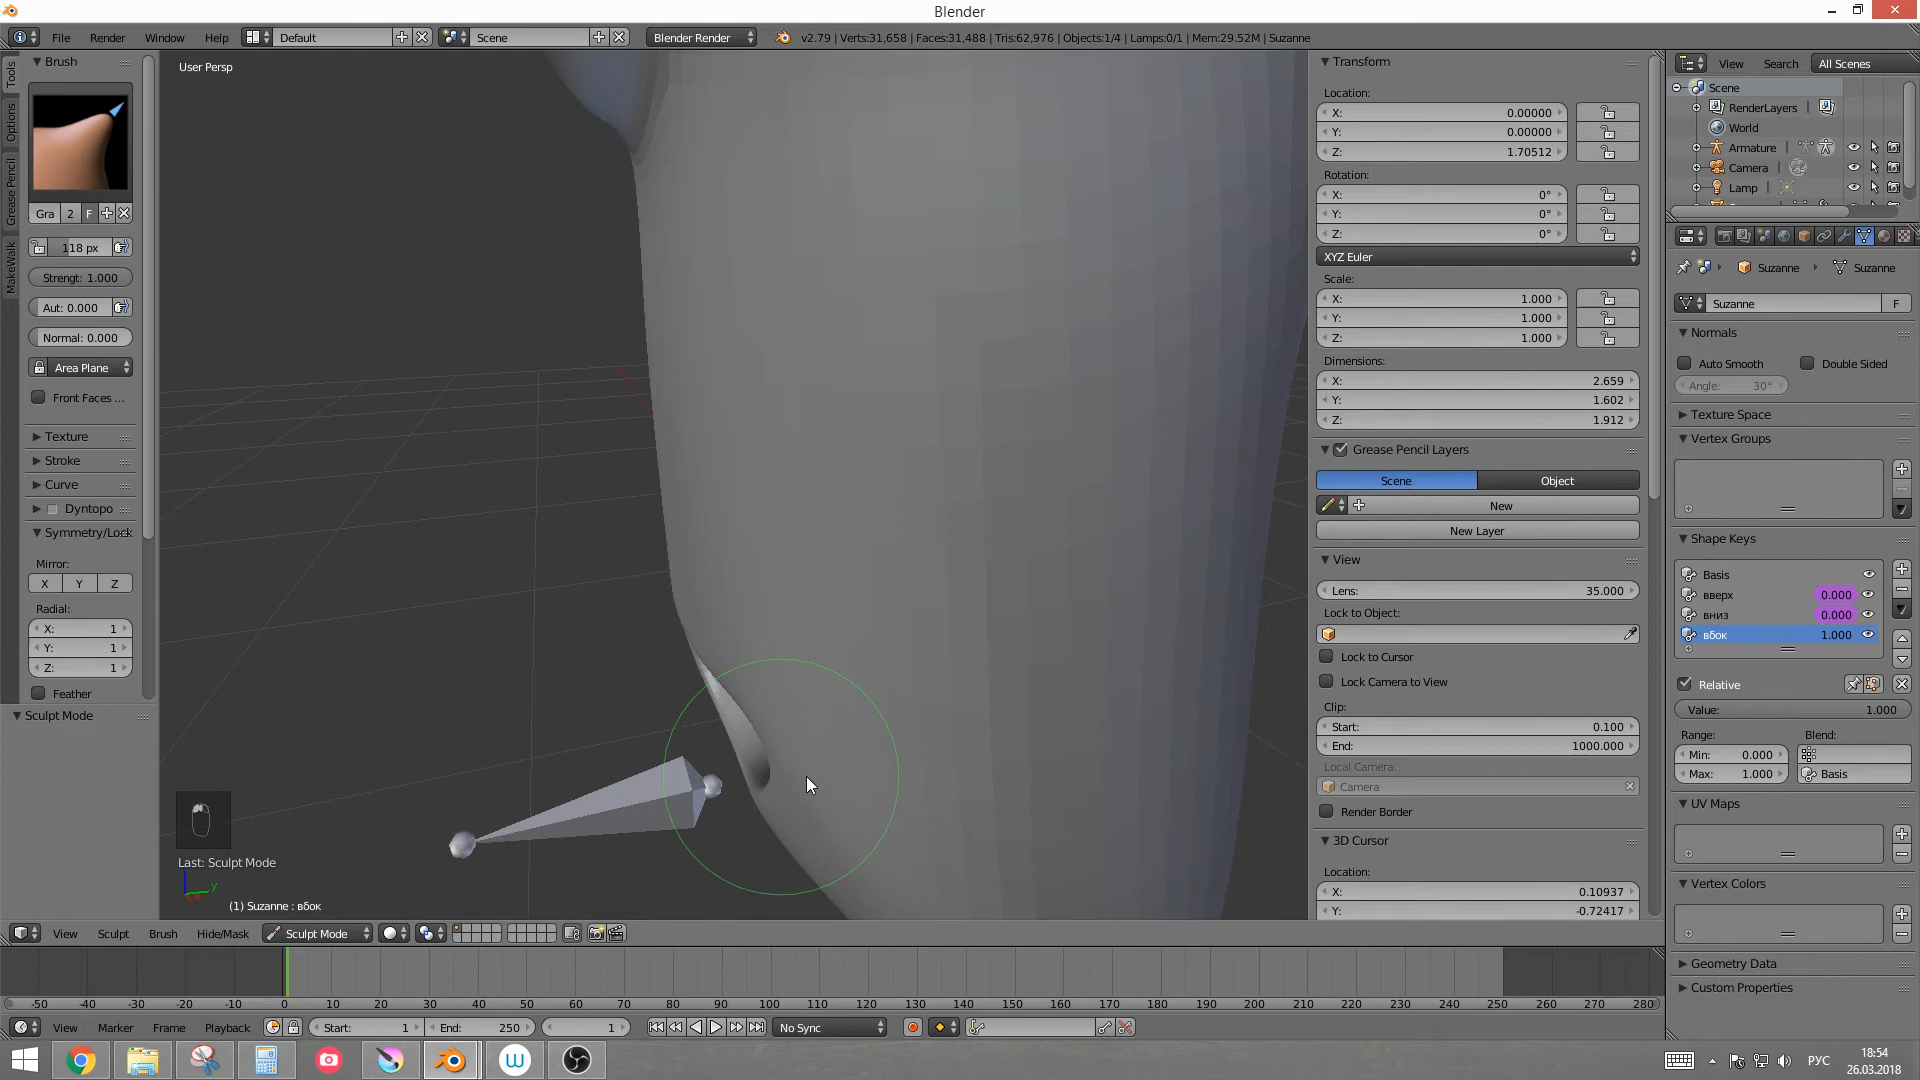 Blender
File Render Window Help Default Scene Blender Render v2.79 | Verts:31,658 | Faces:31,488 | Tris:62,976 | Objects:1/4 | Lamps:0/1 | Mem:29.52M | Suzanne
Tools
Options
Grease Pencil
MakeWalk
Brush
Gra 2 F
118 px
Strengt: 1.000
Aut: 0.000
Normal: 0.000
Area Plane
Front Faces ...
Texture
Stroke
Curve
Dyntopo
Symmetry/Lock
Mirror:
X Y Z
Radial:
X: 1
Y: 1
Z: 1
Feather
Sculpt Mode
User Persp
Last: Sculpt Mode
y
(1) Suzanne : вбок
Transform
Location:
X: 0.00000
Y: 0.00000
Z: 1.70512
Rotation:
X: 0°
Y: 0°
Z: 0°
XYZ Euler
Scale:
X: 1.000
Y: 1.000
Z: 1.000
Dimensions:
X: 2.659
Y: 1.602
Z: 1.912
Grease Pencil Layers
Scene Object
New
New Layer
View
Lens: 35.000
Lock to Object:
Lock to Cursor
Lock Camera to View
Clip:
Start: 0.100
End: 1000.000
Local Camera:
Camera
Render Border
3D Cursor
Location:
X: 0.10937
Y: -0.72417
View Search All Scenes
Scene
RenderLayers
World
Armature
Camera
Lamp
Suzanne Suzanne
Suzanne F
Normals
Auto Smooth Double Sided
Angle: 30°
Texture Space
Vertex Groups
Shape Keys
Basis
вверх 0.000
вниз 0.000
вбок 1.000
Relative
Value: 1.000
Range: Blend:
Min: 0.000
Max: 1.000 Basis
UV Maps
Vertex Colors
Geometry Data
Custom Properties
View Sculpt Brush Hide/Mask Sculpt Mode
-50 -40 -30 -20 -10 0 10 20 30 40 50 60 70 80 90 100 110 120 130 140 150 160 170 180 190 200 210 220 230 240 250 260 270 280
View Marker Frame Playback Start: 1 End: 250 1 No Sync
РУС
18:54
26.03.2018